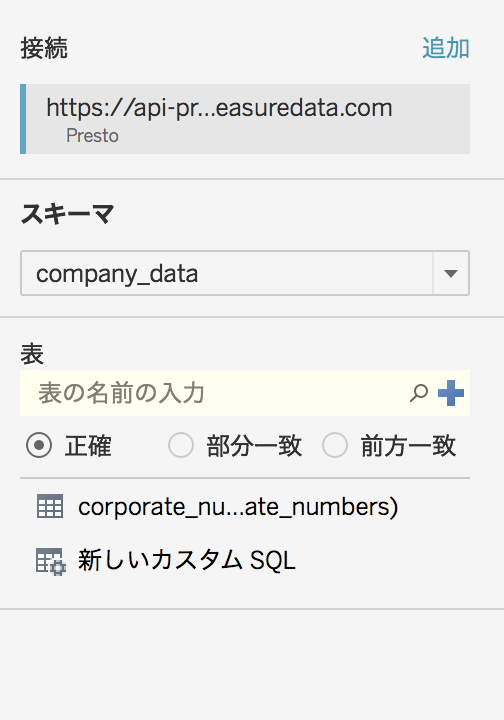 接続 追加
https://api-pr...easuredata.com
Presto
スキーマ
company_data
表
表の名前の入力
正確 部分一致 前方一致
corporate_nu...ate_numbers)
新しいカスタム SQL